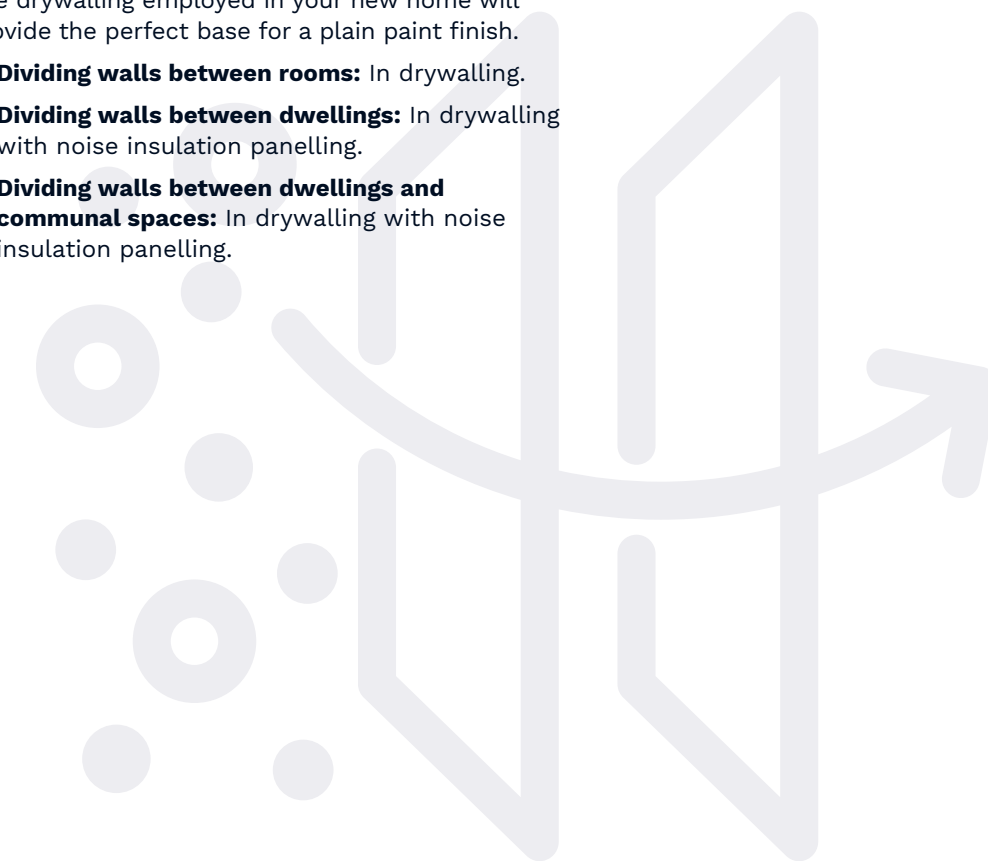 drywalling employed in your new home will
the perfect base for a plain paint finish.
Dividing walls between rooms: In drywalling.
Dividing walls between dwellings: In drywalling
with noise insulation panelling.
Dividing walls between dwellings and
communal spaces: In drywalling with noise
insulation panelling.